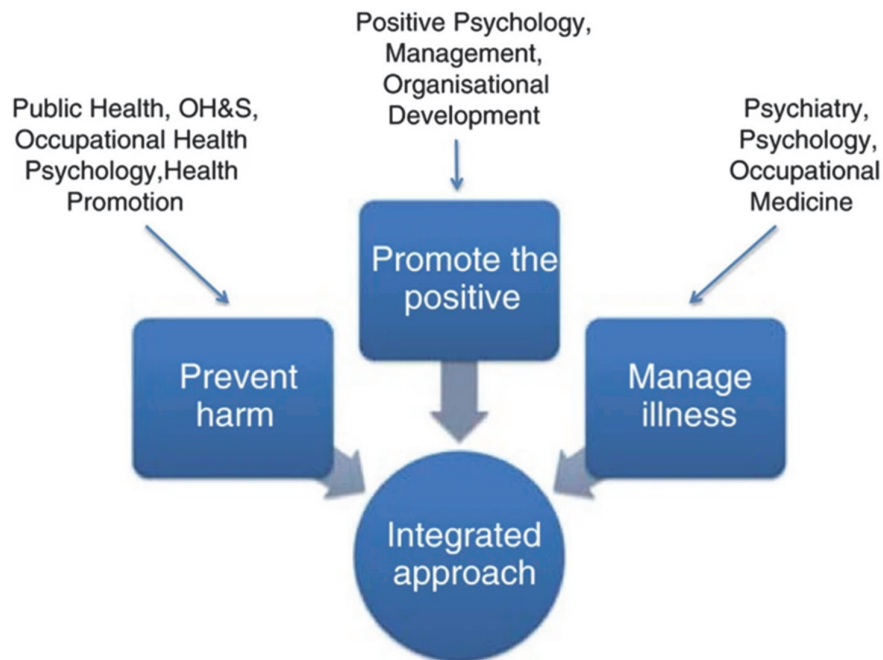 Positive Psychology,
Management,
Organisational
Development
Public Health, OH&S,
Occupational Health
Psychology,Health
Promotion
Psychiatry,
Psychology,
Occupational
Medicine
Promote the
positive
Prevent
harm
Manage
illness
Integrated
approach